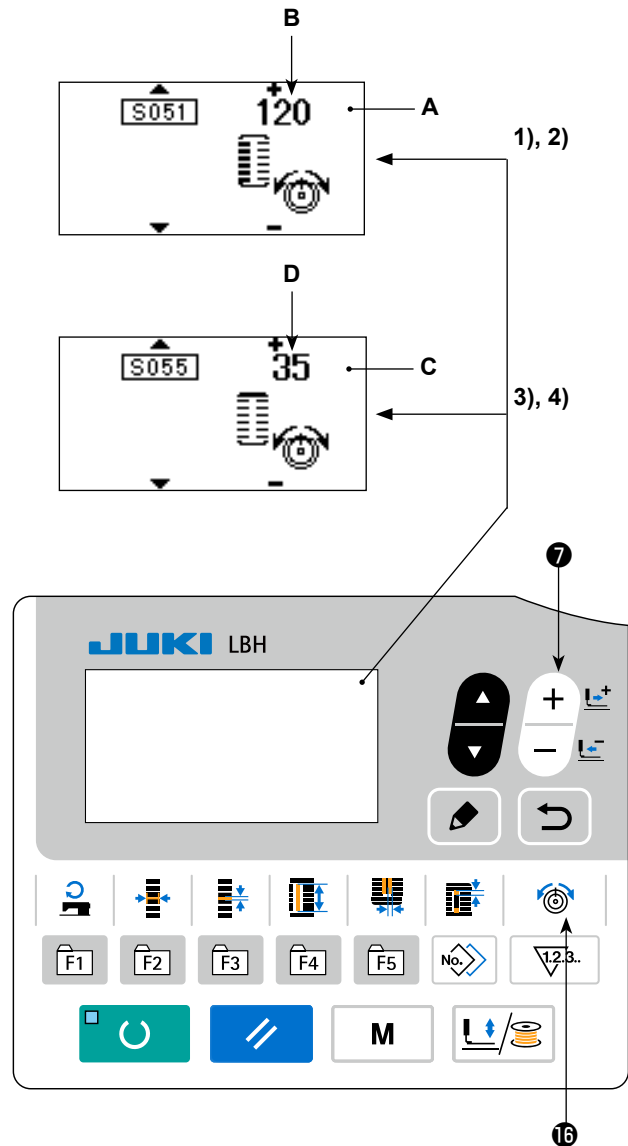 B
S051
+
120
A
1), 2)
-
D
S055
+
35
C
3), 4)
-
❼
JUKI LBH
+
+
−
-
F1 F2 F3 F4 F5 No. 1.2.3..
M
⓰